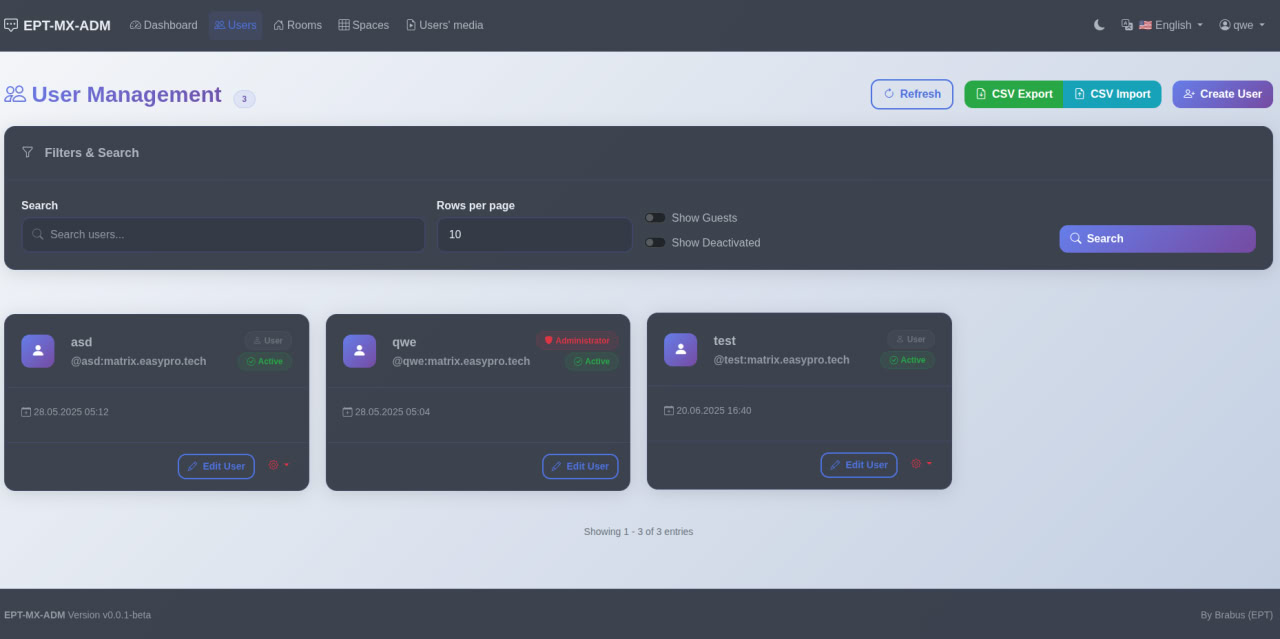 EPT-MX-ADM Dashboard Users Rooms Spaces Users' media English qwe
User Management 3 Refresh CSV Export CSV Import Create User
Filters & Search
Search Rows per page
Show Guests
Search users... 10
Show Deactivated
Search
asd User
@asd:matrix.easypro.tech Active
28.05.2025 05:12
Edit User
qwe Administrator
@qwe:matrix.easypro.tech Active
28.05.2025 05:04
Edit User
test User
@test:matrix.easypro.tech Active
20.06.2025 16:40
Edit User
Showing 1 - 3 of 3 entries
EPT-MX-ADM Version v0.0.1-beta By Brabus (EPT)